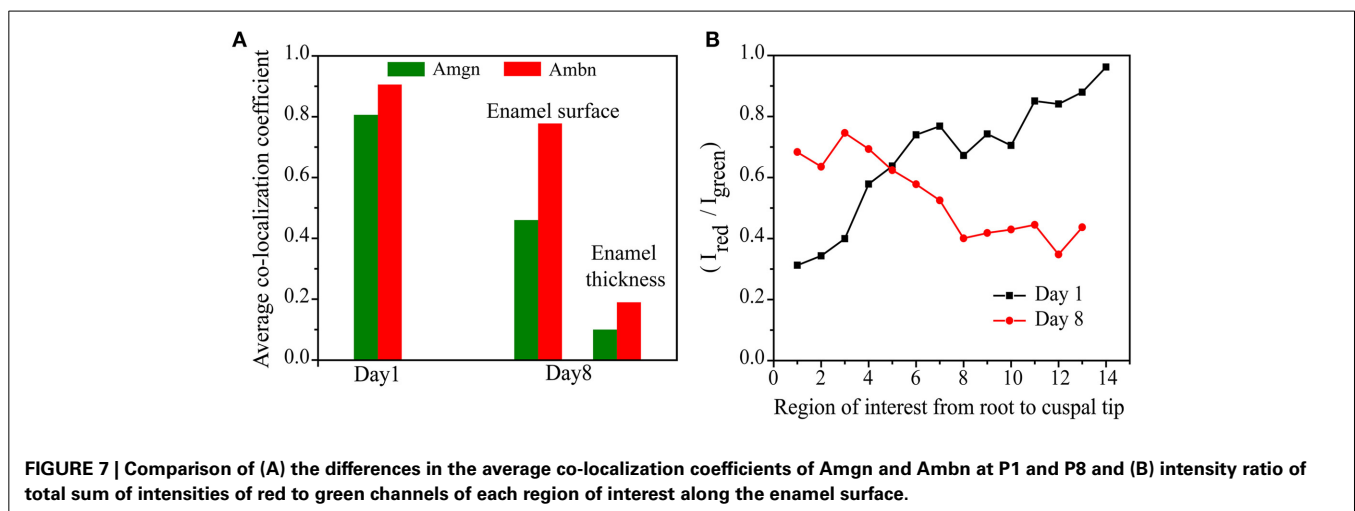 A
Average co-localization coefficient
1.0
0.8
0.6
0.4
0.2
0.0
Amgn
Ambn
Enamel surface
Enamel
thickness
Day1
Day8
B
(I red / I green)
1.0
0.8
0.6
0.4
0.2
0.0
Day 1
Day 8
0 2 4 6 8 10 12 14
Region of interest from root to cuspal tip
FIGURE 7 | Comparison of (A) the differences in the average co-localization coefficients of Amgn and Ambn at P1 and P8 and (B) intensity ratio of
total sum of intensities of red to green channels of each region of interest along the enamel surface.